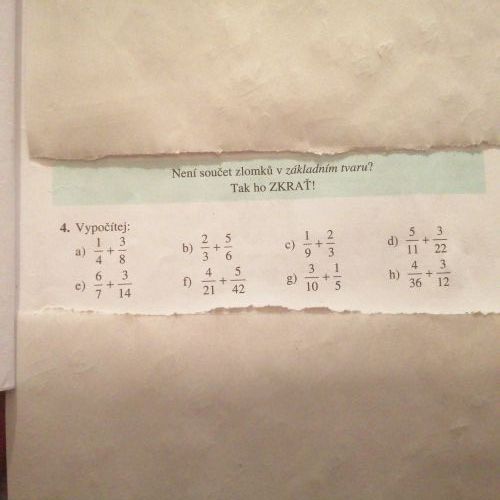 Není součet zlomků v základním tvaru?
Tak ho ZKRAŤ!
4. Vypočítej:
a) 1/4 + 3/8 b) 2/3 + 5/6 c) 1/9 + 2/3 d) 5/11 + 3/22
e) 6/7 + 3/14 f) 4/21 + 5/42 g) 3/10 + 1/5 h) 4/36 + 3/12